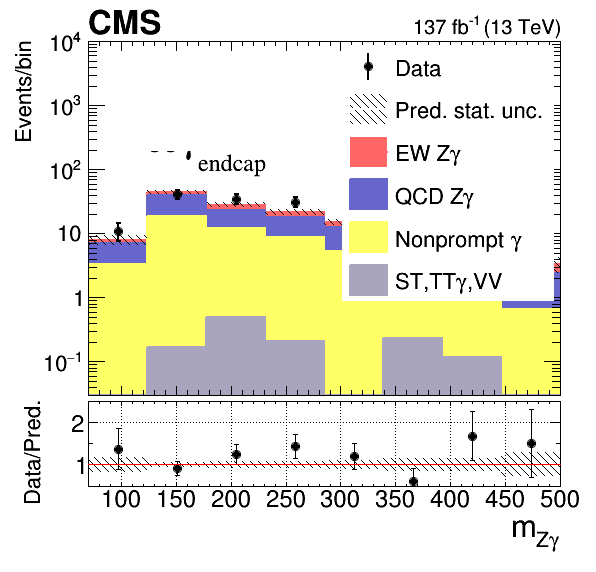 CMS
137 fb⁻¹ (13 TeV)
Events/bin
10⁴
10³
10²
10
1
10⁻¹
Data
Pred. stat. unc.
EW Zγ
QCD Zγ
Nonprompt γ
ST,TTγ,VV
endcap
Data/Pred.
2
1
100 150 200 250 300 350 400 450 500
m_Zγ